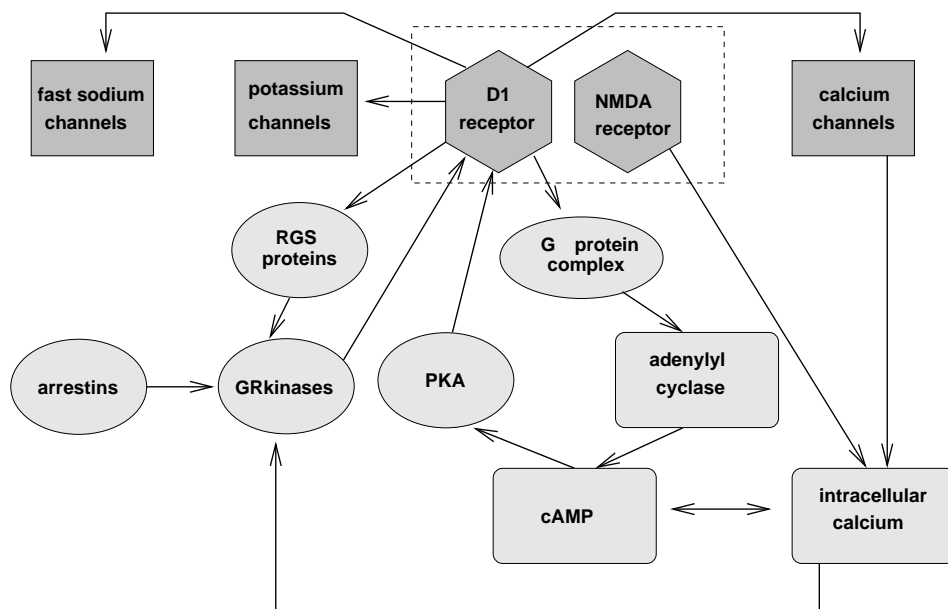 fast sodium
channels
potassium
channels
D1
receptor
NMDA
receptor
calcium
channels
RGS
proteins
G protein
complex
arrestins
GRkinases
PKA
adenylyl
cyclase
cAMP
intracellular
calcium